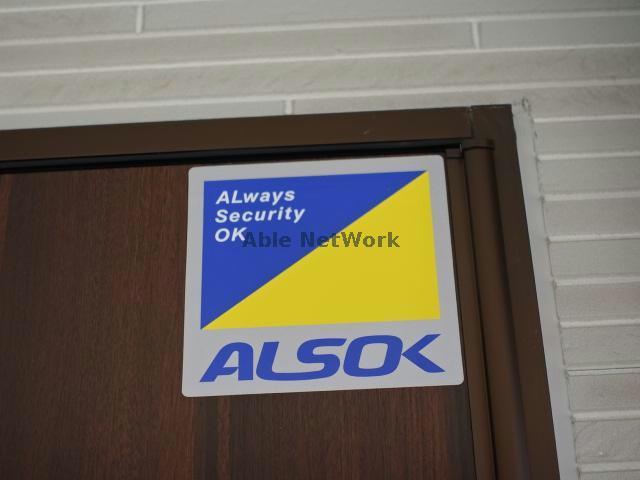 ALways
Security
OK
Able NetWork
ALSOK